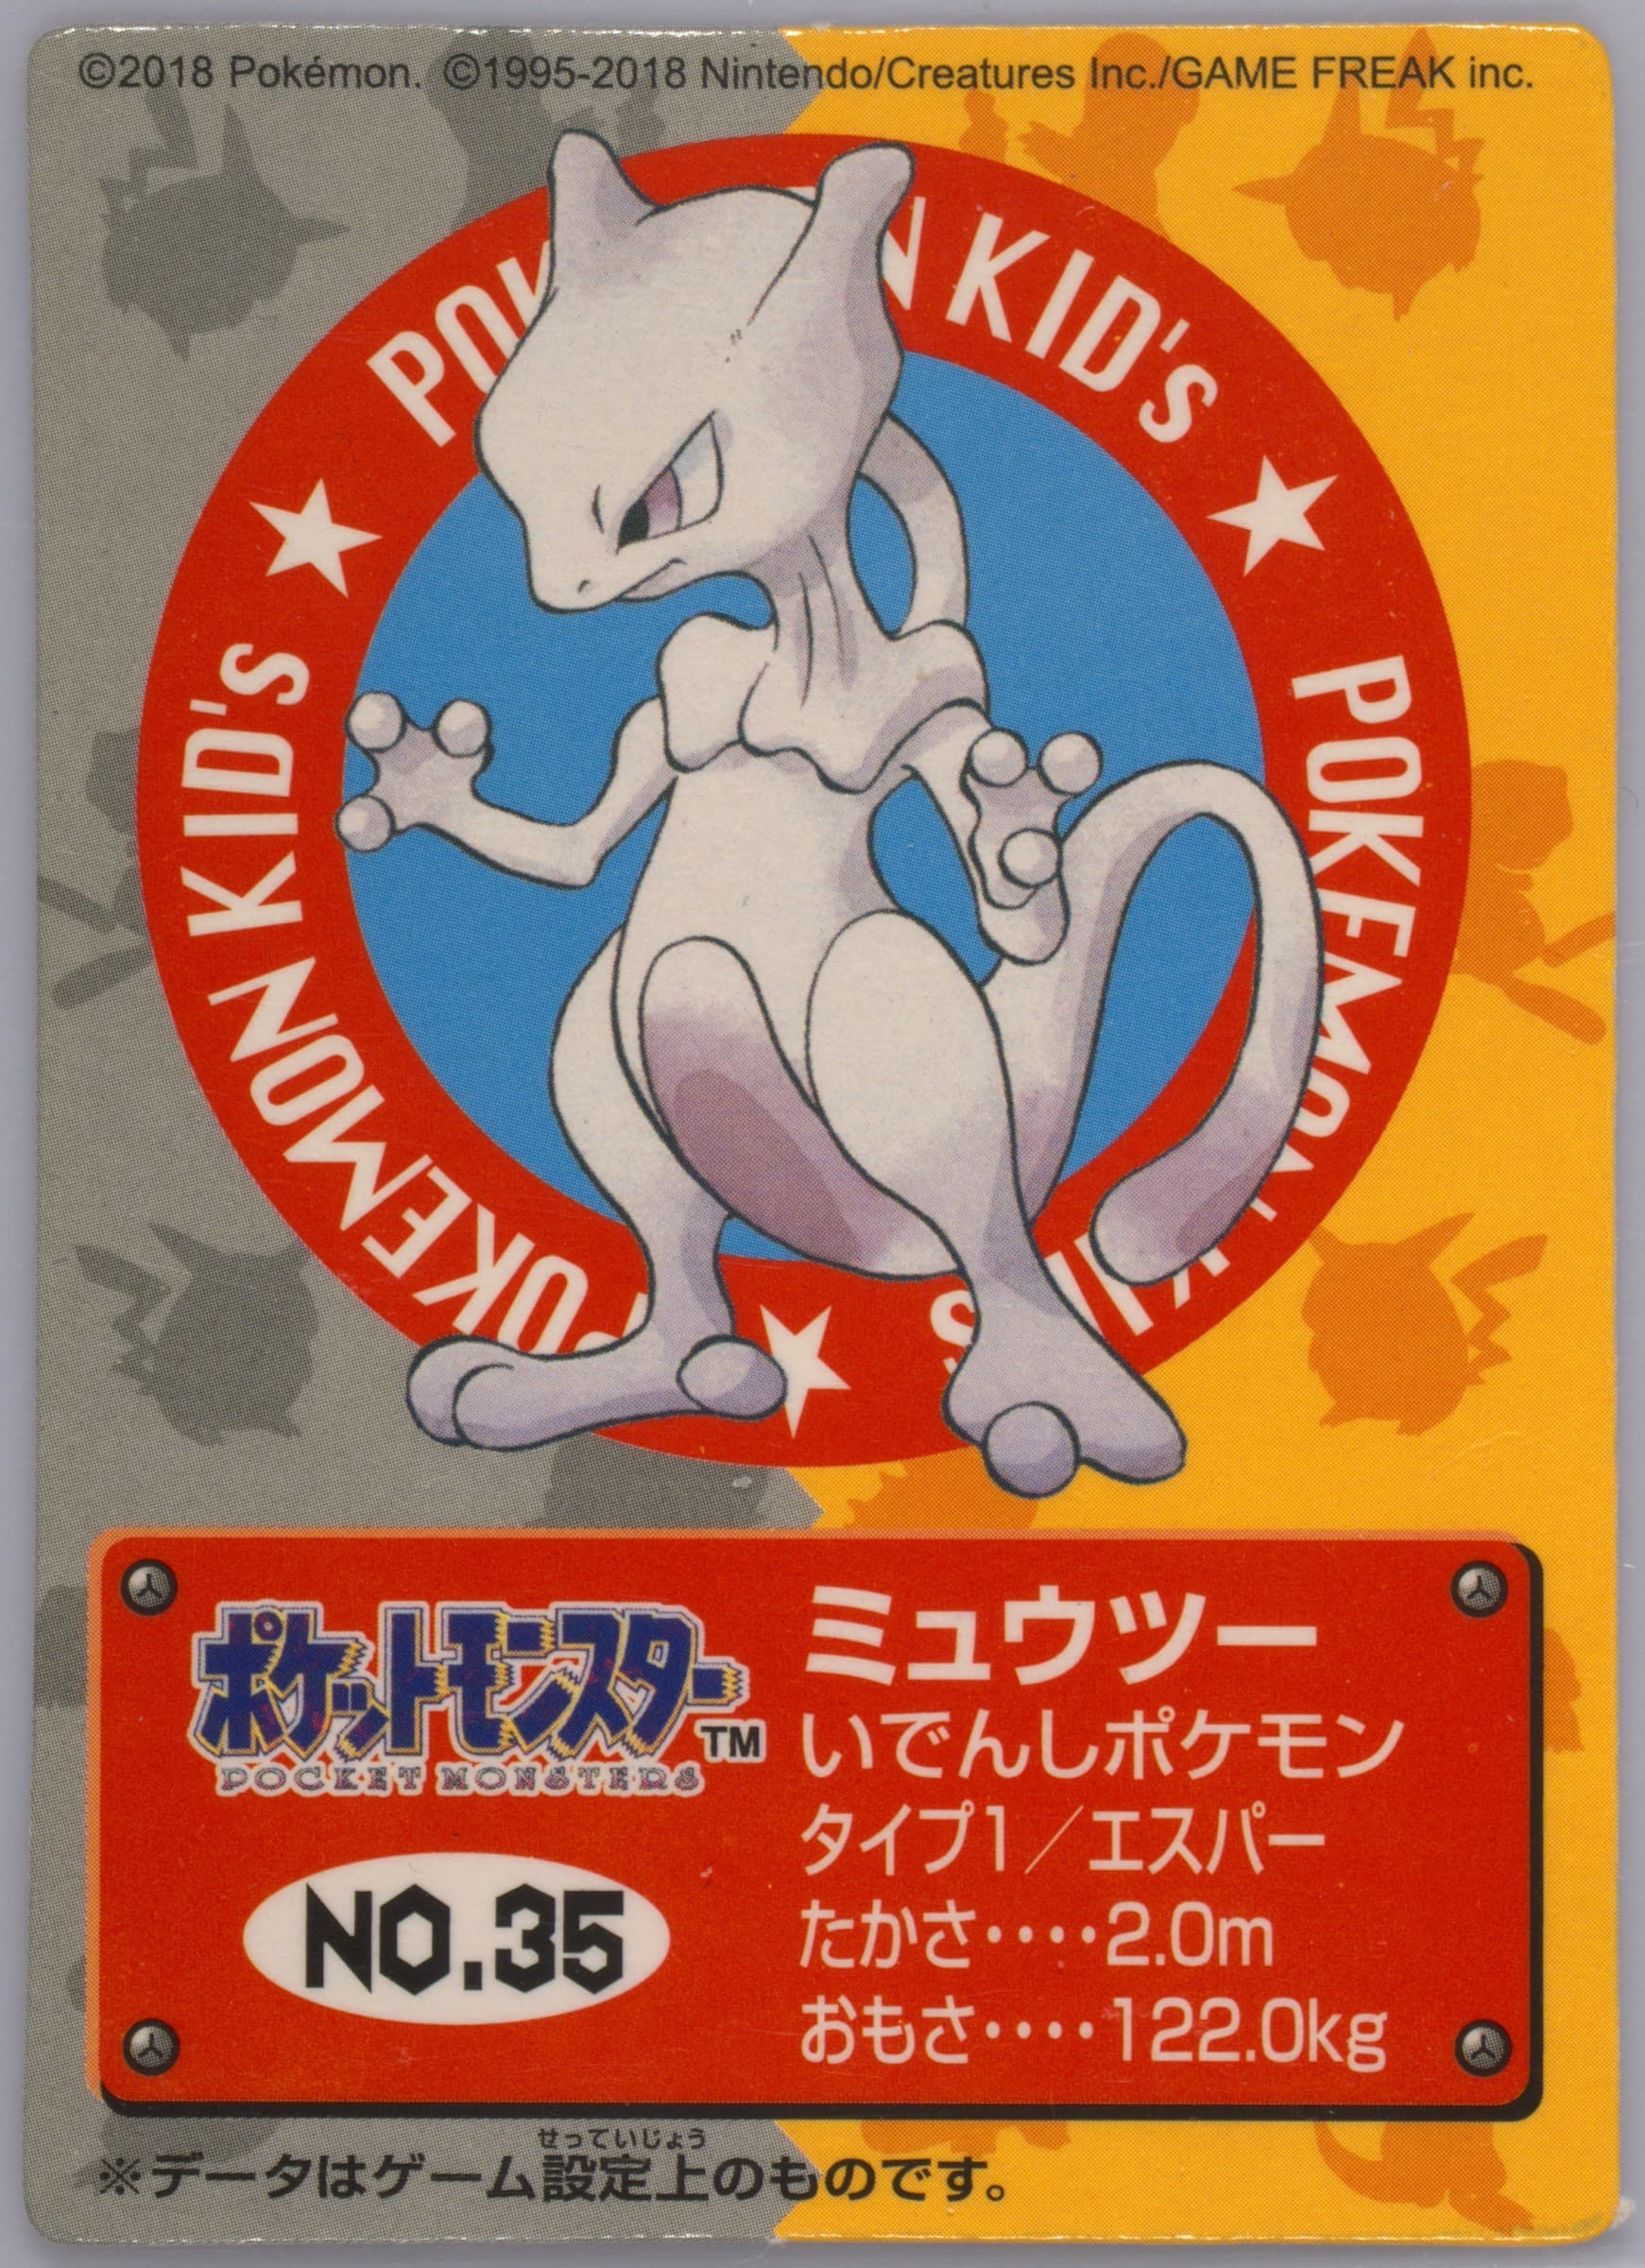 ©2018 Pokémon. ©1995-2018 Nintendo/Creatures Inc./GAME FREAK inc.
KID's
POKEMON KID's
POKEMON
ポケットモンスター™
POCKET MONSTERS
NO.35
ミュウツー
いでんしポケモン
タイプ1／エスパー
たかさ････2.0m
おもさ････122.0kg
せっていじょう
※データはゲーム設定上のものです。